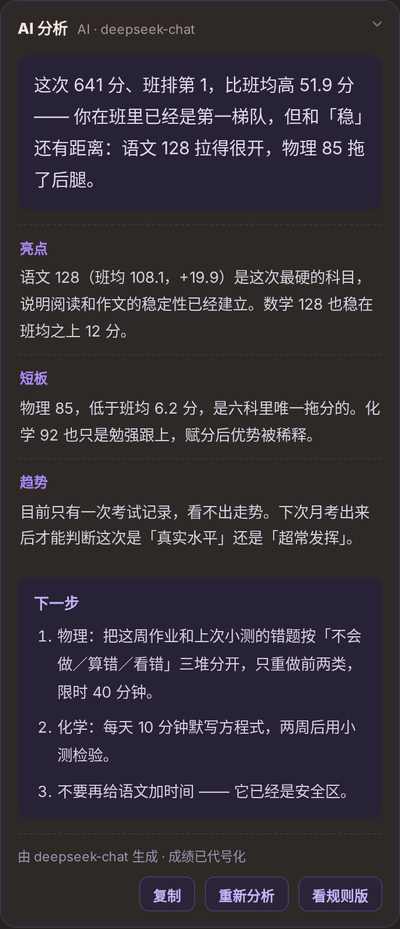 AI 分析 AI · deepseek-chat
这次 641 分、班排第 1，比班均高 51.9 分
—— 你在班里已经是第一梯队，但和「稳」
还有距离：语文 128 拉得很开，物理 85 拖
了后腿。
亮点
语文 128（班均 108.1，+19.9）是这次最硬的科目，
说明阅读和作文的稳定性已经建立。数学 128 也稳在
班均之上 12 分。
短板
物理 85，低于班均 6.2 分，是六科里唯一拖分的。化
学 92 也只是勉强跟上，赋分后优势被稀释。
趋势
目前只有一次考试记录，看不出走势。下次月考出来
后才能判断这次是「真实水平」还是「超常发挥」。
下一步
1. 物理：把这周作业和上次小测的错题按「不会
做／算错／看错」三堆分开，只重做前两类，
限时 40 分钟。
2. 化学：每天 10 分钟默写方程式，两周后用小
测检验。
3. 不要再给语文加时间 —— 它已经是安全区。
由 deepseek-chat 生成 · 成绩已代号化
复制 重新分析 看规则版